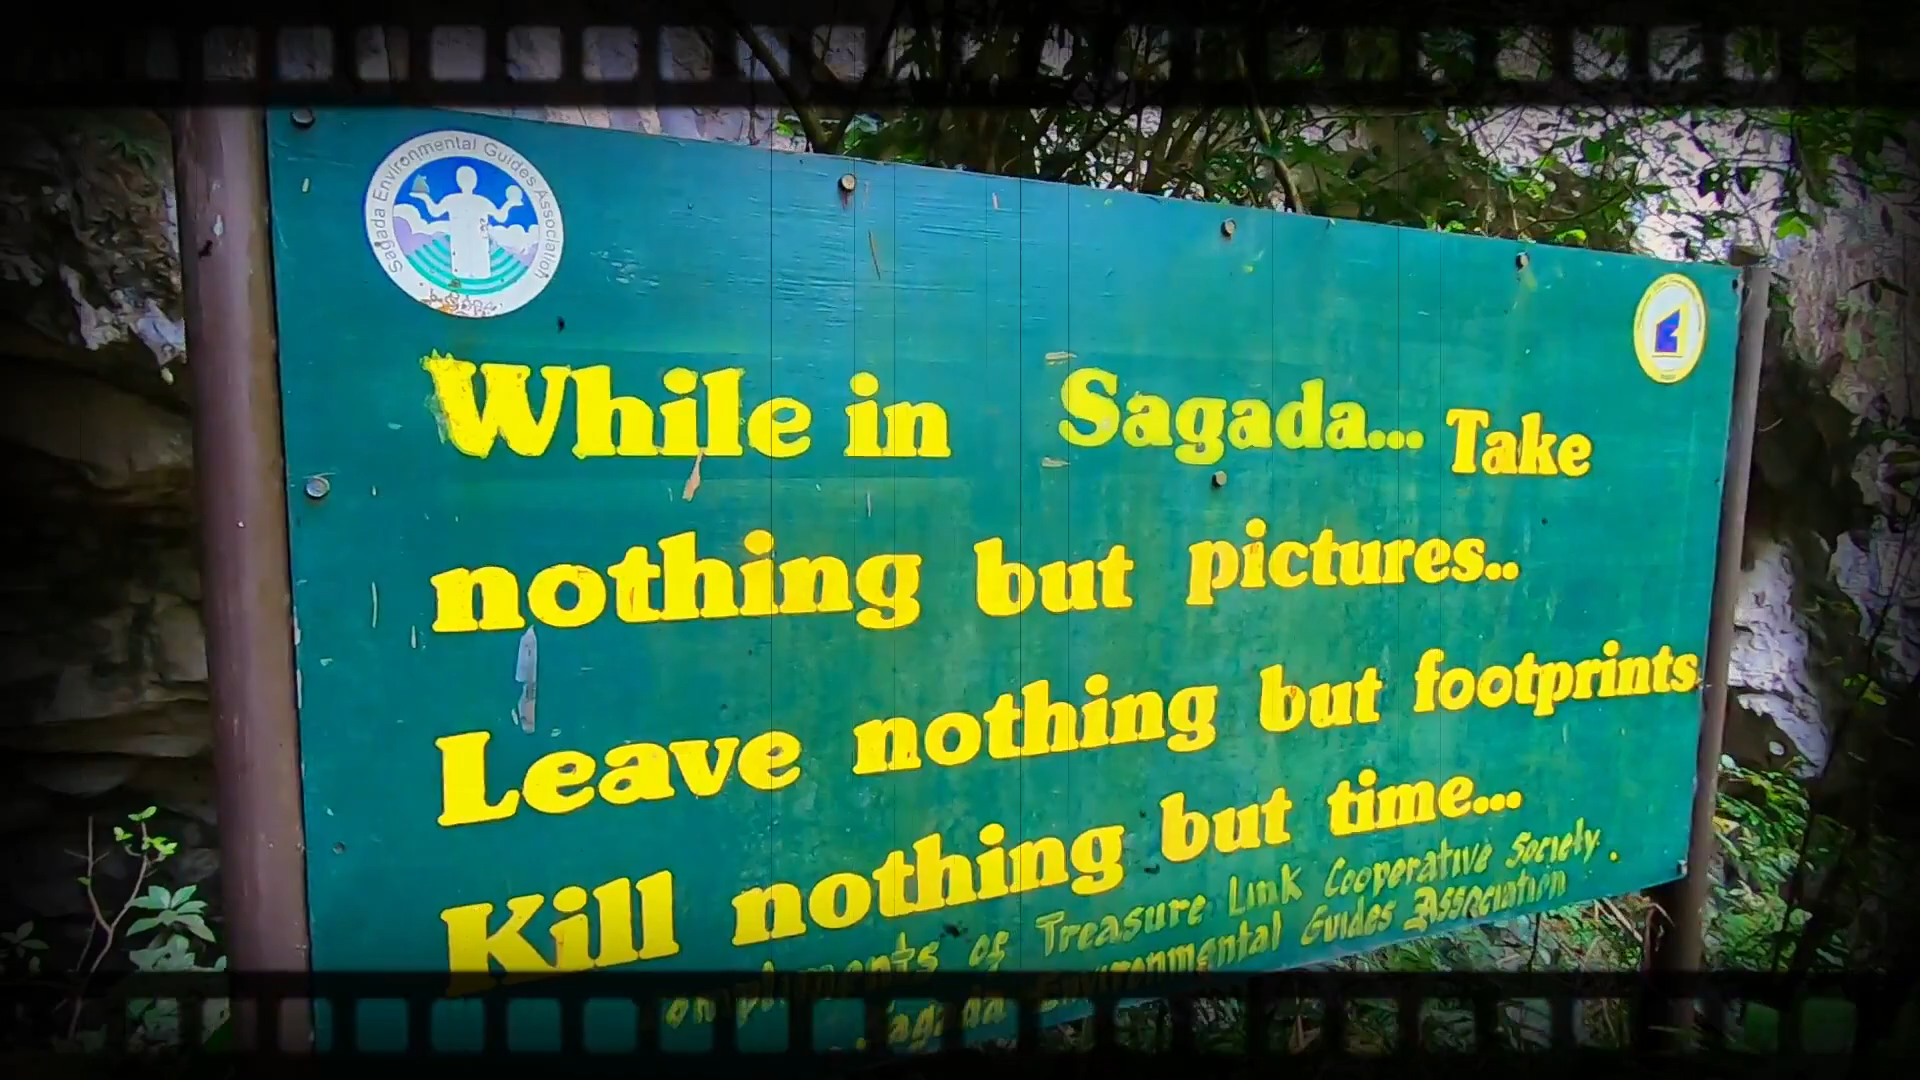 Sagada Environmental Guides Association
While in Sagada... Take
nothing but pictures..
Leave nothing but footprints
Kill nothing but time...
of Treasure Link Cooperative Society.
Sagada Environmental Guides Association